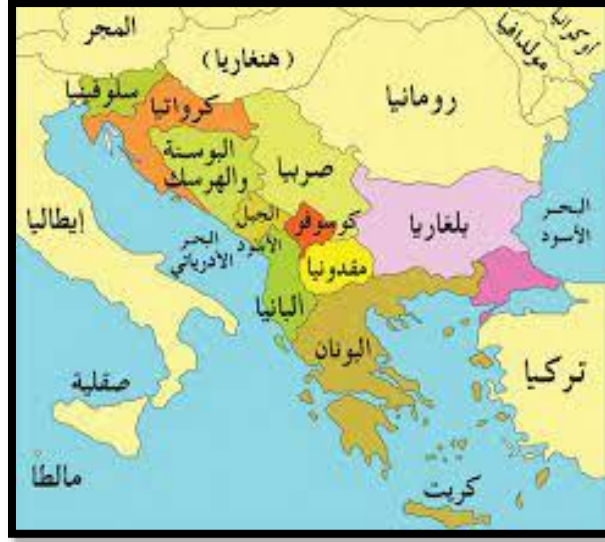 المجر
(هنغاريا)
أوكرانيا
مولدافيا
رومانيا
سلوفينيا
كرواتيا
البوسنة
والهرسك
صربيا
إيطاليا
الجبل
الأسود
كوسوفو
بلغاريا
البحر
الأسود
البحر
الأدرياتي
مقدونيا
ألبانيا
اليونان
تركيا
صقلية
مالطا
كريت